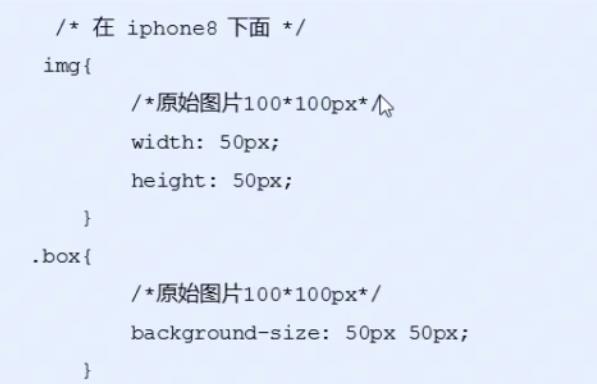 /* 在 iphone8 下面 */
img{
/*原始图片100*100px*/
width: 50px;
height: 50px;
}
.box{
/*原始图片100*100px*/
background-size: 50px 50px;
}